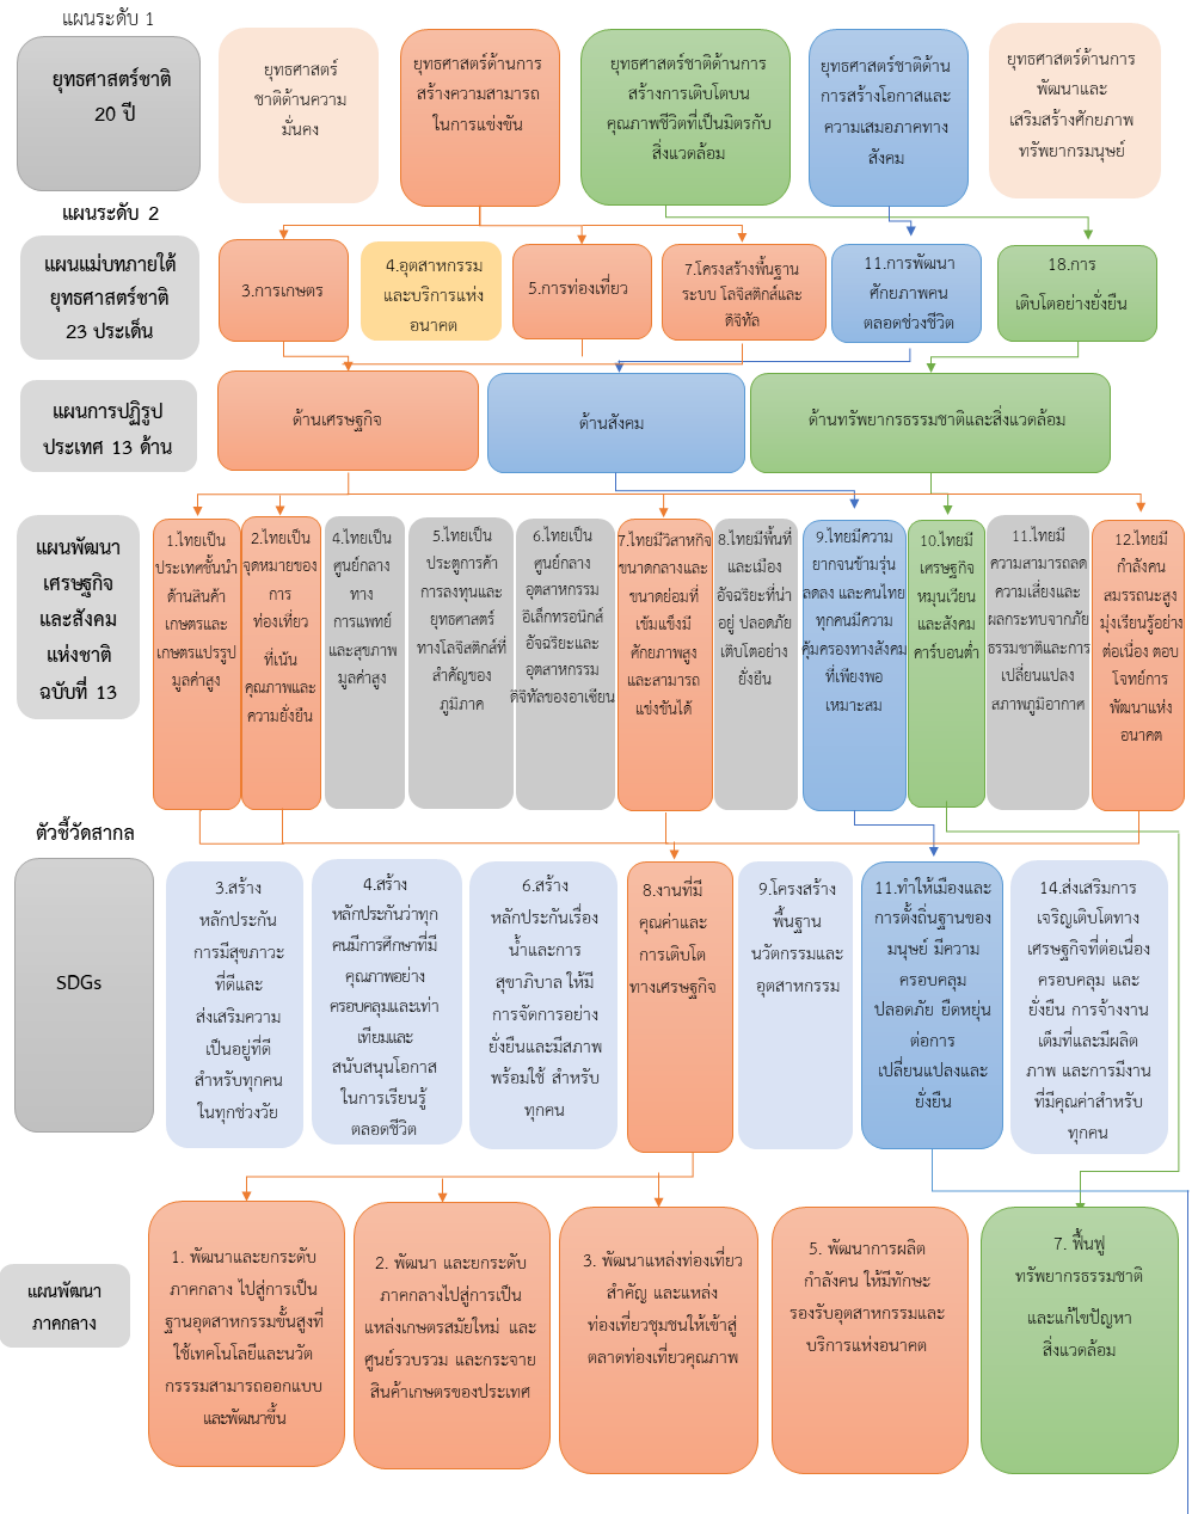 แผนระดับ 1
ยุทธศาสตร์ชาติ
20 ปี
ยุทธศาสตร์
ชาติด้านความ
มั่นคง
ยุทธศาสตร์ด้านการ
สร้างความสามารถ
ในการแข่งขัน
ยุทธศาสตร์ชาติด้านการ
สร้างการเติบโตบน
คุณภาพชีวิตที่เป็นมิตรกับ
สิ่งแวดล้อม
ยุทธศาสตร์ชาติด้าน
การสร้างโอกาสและ
ความเสมอภาคทาง
สังคม
ยุทธศาสตร์ด้านการ
พัฒนาและ
เสริมสร้างศักยภาพ
ทรัพยากรมนุษย์
แผนระดับ 2
แผนแม่บทภายใต้
ยุทธศาสตร์ชาติ
23 ประเด็น
3.การเกษตร
4.อุตสาหกรรม
และบริการแห่ง
อนาคต
5.การท่องเที่ยว
7.โครงสร้างพื้นฐาน
ระบบ โลจิสติกส์และ
ดิจิทัล
11.การพัฒนา
ศักยภาพคน
ตลอดช่วงชีวิต
18.การ
เติบโตอย่างยั่งยืน
แผนการปฏิรูป
ประเทศ 13 ด้าน
ด้านเศรษฐกิจ
ด้านสังคม
ด้านทรัพยากรธรรมชาติและสิ่งแวดล้อม
แผนพัฒนา
เศรษฐกิจ
และสังคม
แห่งชาติ
ฉบับที่ 13
1.ไทยเป็น
ประเทศชั้นนำ
ด้านสินค้า
เกษตรและ
เกษตรแปรรูป
มูลค่าสูง
2.ไทยเป็น
จุดหมายของ
การ
ท่องเที่ยว
ที่เน้น
คุณภาพและ
ความยั่งยืน
4.ไทยเป็น
ศูนย์กลาง
ทาง
การแพทย์
และสุขภาพ
มูลค่าสูง
5.ไทยเป็น
ประตูการค้า
การลงทุนและ
ยุทธศาสตร์
ทางโลจิสติกส์ที่
สำคัญของ
ภูมิภาค
6.ไทยเป็น
ศูนย์กลาง
อุตสาหกรรม
อิเล็กทรอนิกส์
อัจฉริยะและ
อุตสาหกรรม
ดิจิทัลของอาเซียน
7.ไทยมีวิสาหกิจ
ขนาดกลางและ
ขนาดย่อมที่
เข้มแข็งมี
ศักยภาพสูง
และสามารถ
แข่งขันได้
8.ไทยมีพื้นที่
และเมือง
อัจฉริยะที่น่า
อยู่ ปลอดภัย
เติบโตอย่าง
ยั่งยืน
9.ไทยมีความ
ยากจนข้ามรุ่น
ลดลง และคนไทย
ทุกคนมีความ
คุ้มครองทางสังคม
ที่เพียงพอ
เหมาะสม
10.ไทยมี
เศรษฐกิจ
หมุนเวียน
และสังคม
คาร์บอนต่ำ
11.ไทยมี
ความสามารถลด
ความเสี่ยงและ
ผลกระทบจากภัย
ธรรมชาติและการ
เปลี่ยนแปลง
สภาพภูมิอากาศ
12.ไทยมี
กำลังคน
สมรรถนะสูง
มุ่งเรียนรู้อย่าง
ต่อเนื่อง ตอบ
โจทย์การ
พัฒนาแห่ง
อนาคต
ตัวชี้วัดสากล
SDGs
3.สร้าง
หลักประกัน
การมีสุขภาวะ
ที่ดีและ
ส่งเสริมความ
เป็นอยู่ที่ดี
สำหรับทุกคน
ในทุกช่วงวัย
4.สร้าง
หลักประกันว่าทุก
คนมีการศึกษาที่มี
คุณภาพอย่าง
ครอบคลุมและเท่า
เทียมและ
สนับสนุนโอกาส
ในการเรียนรู้
ตลอดชีวิต
6.สร้าง
หลักประกันเรื่อง
น้ำและการ
สุขาภิบาล ให้มี
การจัดการอย่าง
ยั่งยืนและมีสภาพ
พร้อมใช้ สำหรับ
ทุกคน
8.งานที่มี
คุณค่าและ
การเติบโต
ทางเศรษฐกิจ
9.โครงสร้าง
พื้นฐาน
นวัตกรรมและ
อุตสาหกรรม
11.ทำให้เมืองและ
การตั้งถิ่นฐานของ
มนุษย์ มีความ
ครอบคลุม
ปลอดภัย ยืดหยุ่น
ต่อการ
เปลี่ยนแปลงและ
ยั่งยืน
14.ส่งเสริมการ
เจริญเติบโตทาง
เศรษฐกิจที่ต่อเนื่อง
ครอบคลุม และ
ยั่งยืน การจ้างงาน
เต็มที่และมีผลิต
ภาพ และการมีงาน
ที่มีคุณค่าสำหรับ
ทุกคน
แผนพัฒนา
ภาคกลาง
1. พัฒนาและยกระดับ
ภาคกลาง ไปสู่การเป็น
ฐานอุตสาหกรรมขั้นสูงที่
ใช้เทคโนโลยีและนวัต
กรรรมสามารถออกแบบ
และพัฒนาขึ้น
2. พัฒนา และยกระดับ
ภาคกลางไปสู่การเป็น
แหล่งเกษตรสมัยใหม่ และ
ศูนย์รวบรวม และกระจาย
สินค้าเกษตรของประเทศ
3. พัฒนาแหล่งท่องเที่ยว
สำคัญ และแหล่ง
ท่องเที่ยวชุมชนให้เข้าสู่
ตลาดท่องเที่ยวคุณภาพ
5. พัฒนาการผลิต
กำลังคน ให้มีทักษะ
รองรับอุตสาหกรรมและ
บริการแห่งอนาคต
7. ฟื้นฟู
ทรัพยากรธรรมชาติ
และแก้ไขปัญหา
สิ่งแวดล้อม